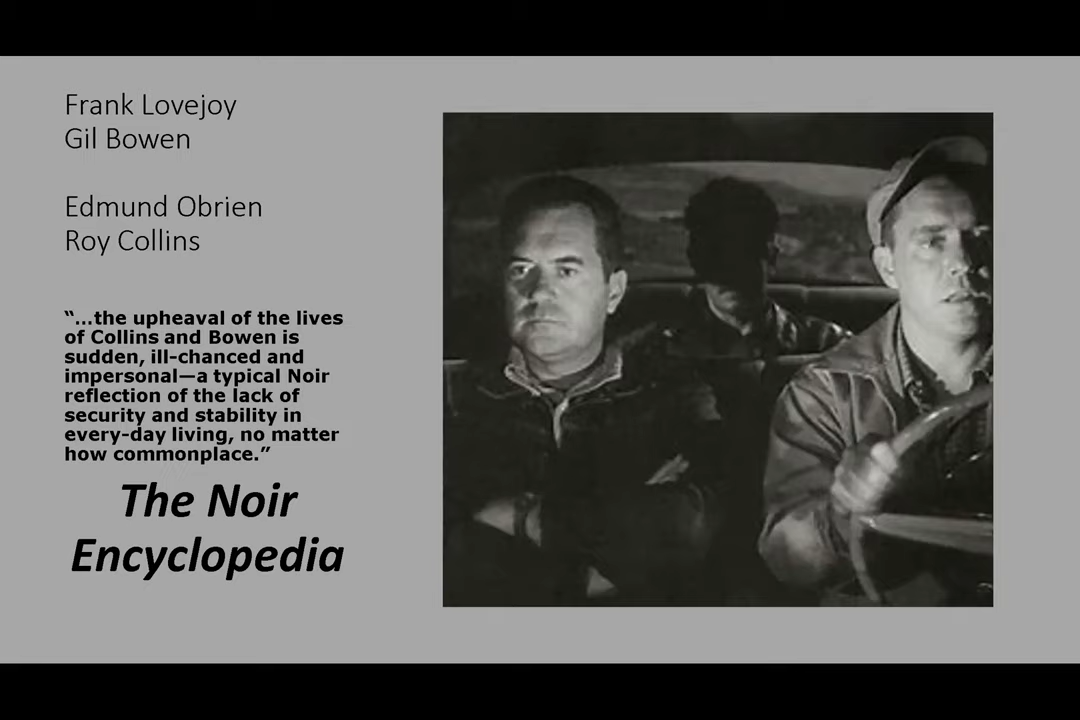 Frank Lovejoy
Gil Bowen
Edmund Obrien
Roy Collins
“...the upheaval of the lives
of Collins and Bowen is
sudden, ill-chanced and
impersonal—a typical Noir
reflection of the lack of
security and stability in
every-day living, no matter
how commonplace.”
The Noir
Encyclopedia